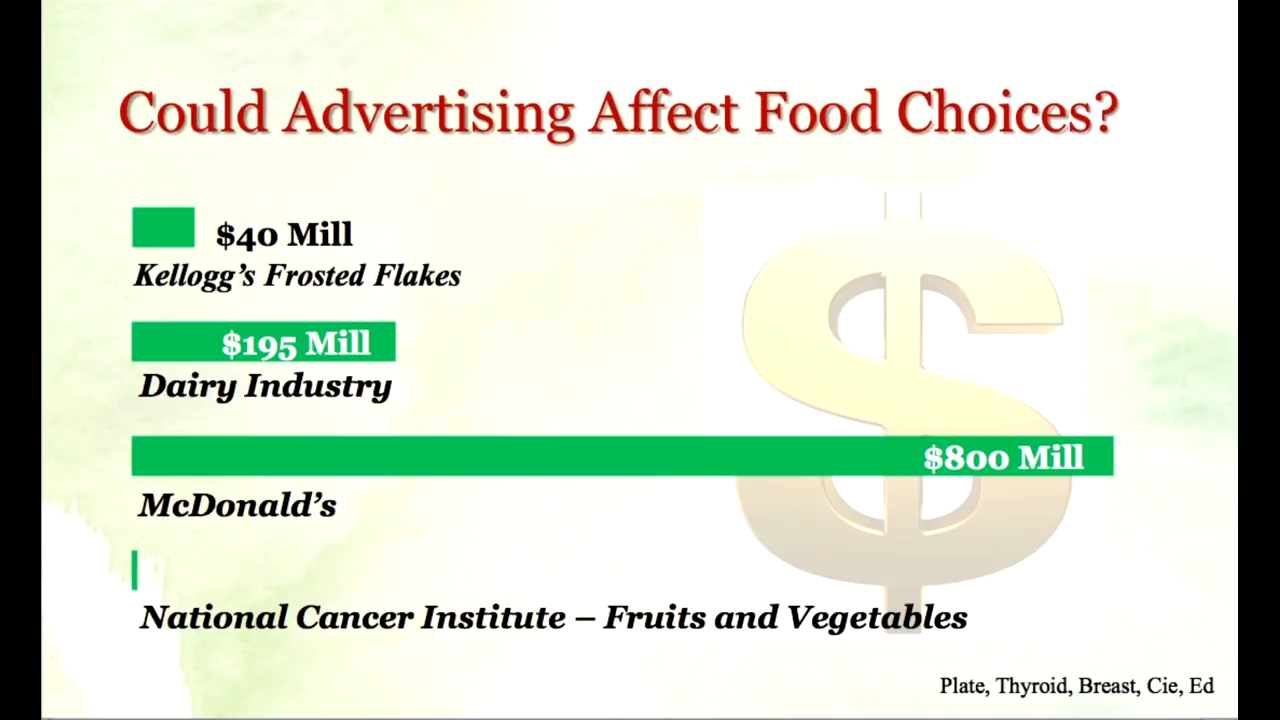 Could Advertising Affect Food Choices?
$40 Mill
Kellogg's Frosted Flakes
$195 Mill
Dairy Industry
$800 Mill
McDonald's
National Cancer Institute – Fruits and Vegetables
Plate, Thyroid, Breast, Cie, Ed